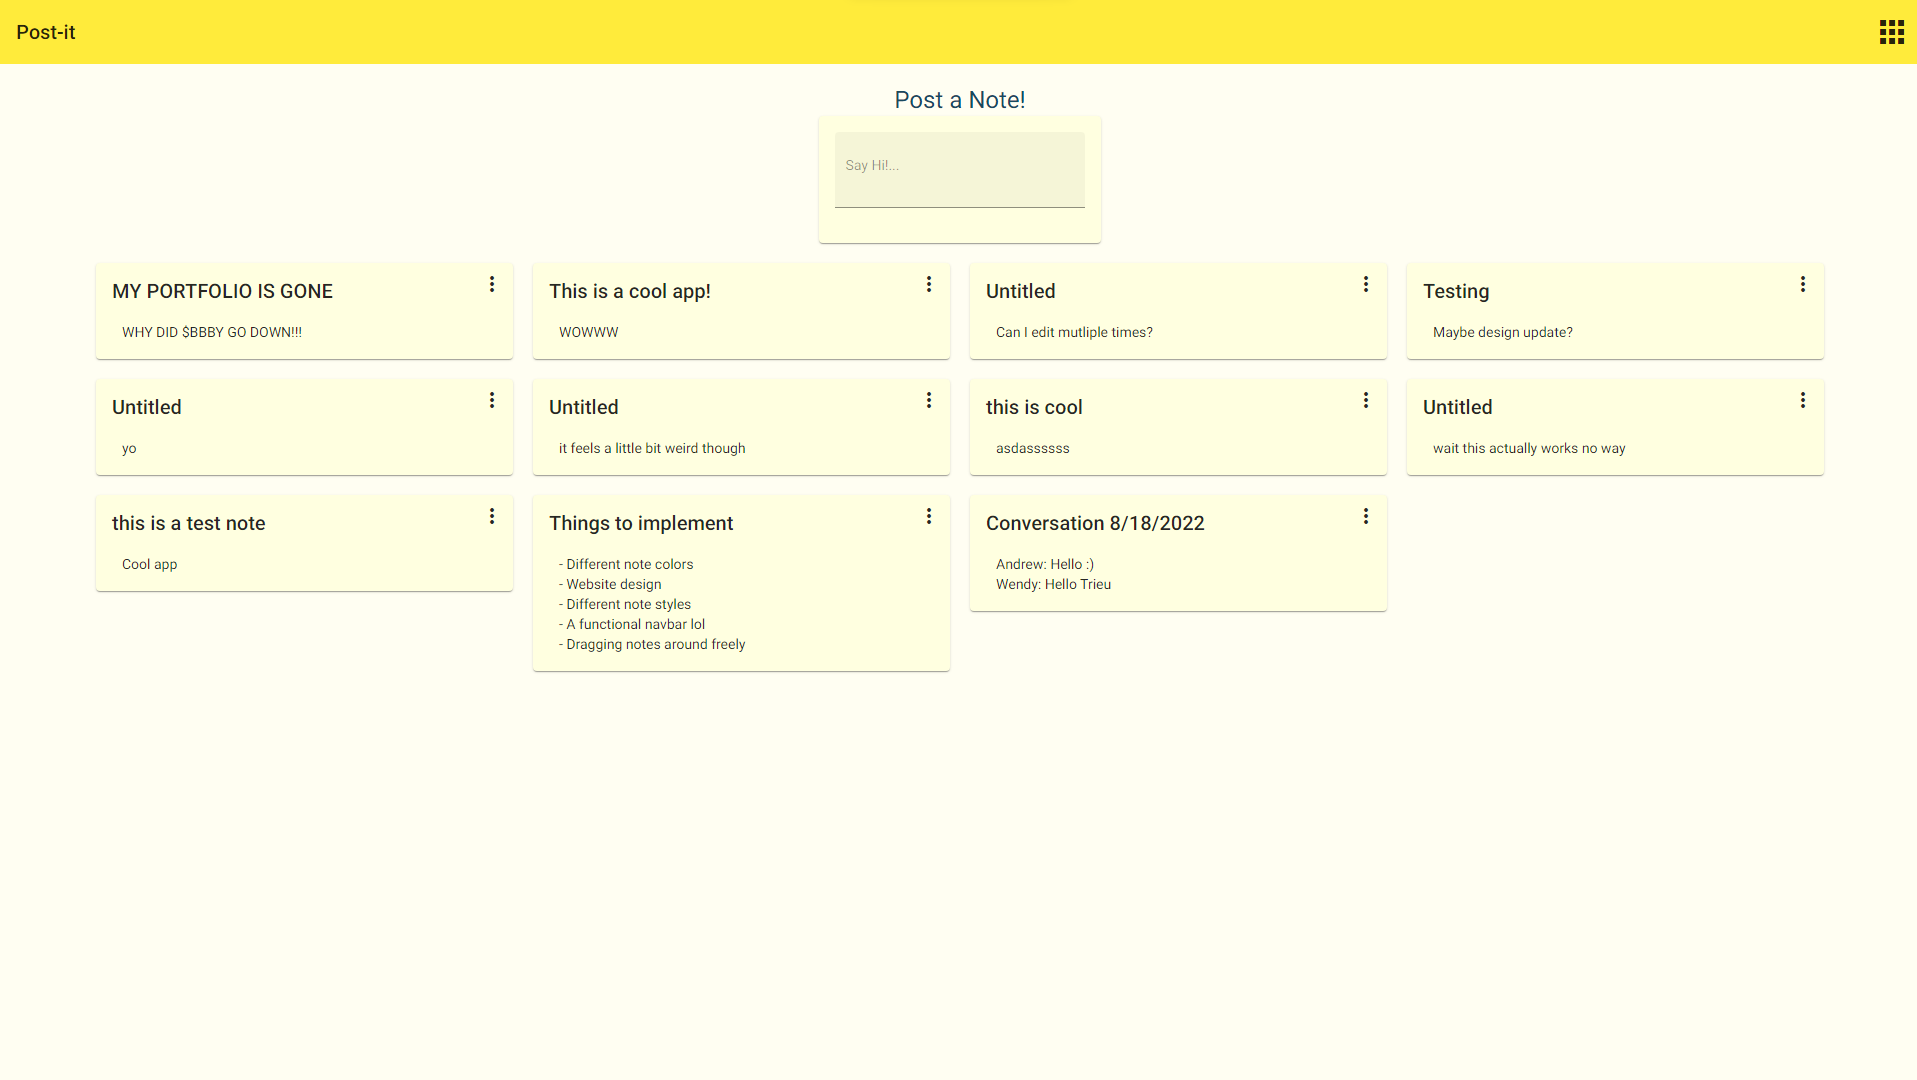 Post-it
Post a Note!
Say Hi!...
MY PORTFOLIO IS GONE
WHY DID $BBBY GO DOWN!!!
This is a cool app!
WOWWW
Untitled
Can I edit mutliple times?
Testing
Maybe design update?
Untitled
yo
Untitled
it feels a little bit weird though
this is cool
asdassssss
Untitled
wait this actually works no way
this is a test note
Cool app
Things to implement
- Different note colors
- Website design
- Different note styles
- A functional navbar lol
- Dragging notes around freely
Conversation 8/18/2022
Andrew: Hello :)
Wendy: Hello Trieu